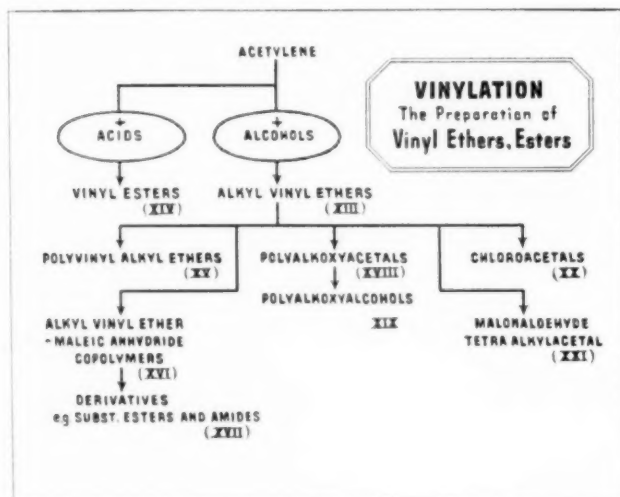 ACETYLENE
VINYLATION
The Preparation of
Vinyl Ethers, Esters
+
ACIDS
+
ALCOHOLS
VINYL ESTERS
(XIV)
ALKYL VINYL ETHERS
(XIII)
POLYVINYL ALKYL ETHERS
(XV)
POLYALKOXYACETALS
(XVIII)
CHLOROACETALS
(XX)
POLYALKOXYALCOHOLS
XIX
ALKYL VINYL ETHER
- MALEIC ANHYDRIDE
COPOLYMERS
(XVI)
MALONALDEHYDE
TETRA ALKYLACETAL
(XXI)
DERIVATIVES
e.g SUBST. ESTERS AND AMIDES
(XVII)